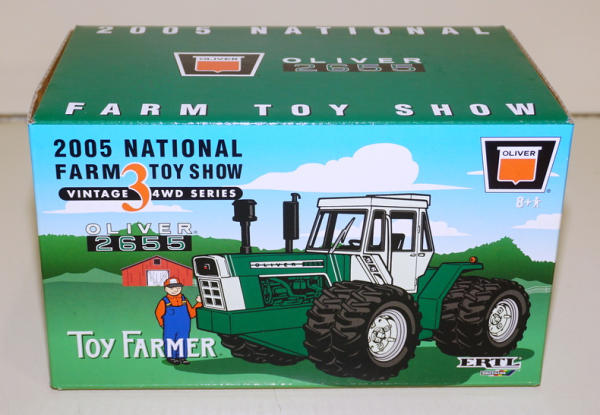 2005 NATIONAL
OLIVER
OLIVER
2655
FARM TOY SHOW
2005 NATIONAL
FARM TOY SHOW
3
VINTAGE 4WD SERIES
OLIVER
2655
OLIVER
8+
OLIVER
TOY FARMER
ERTL